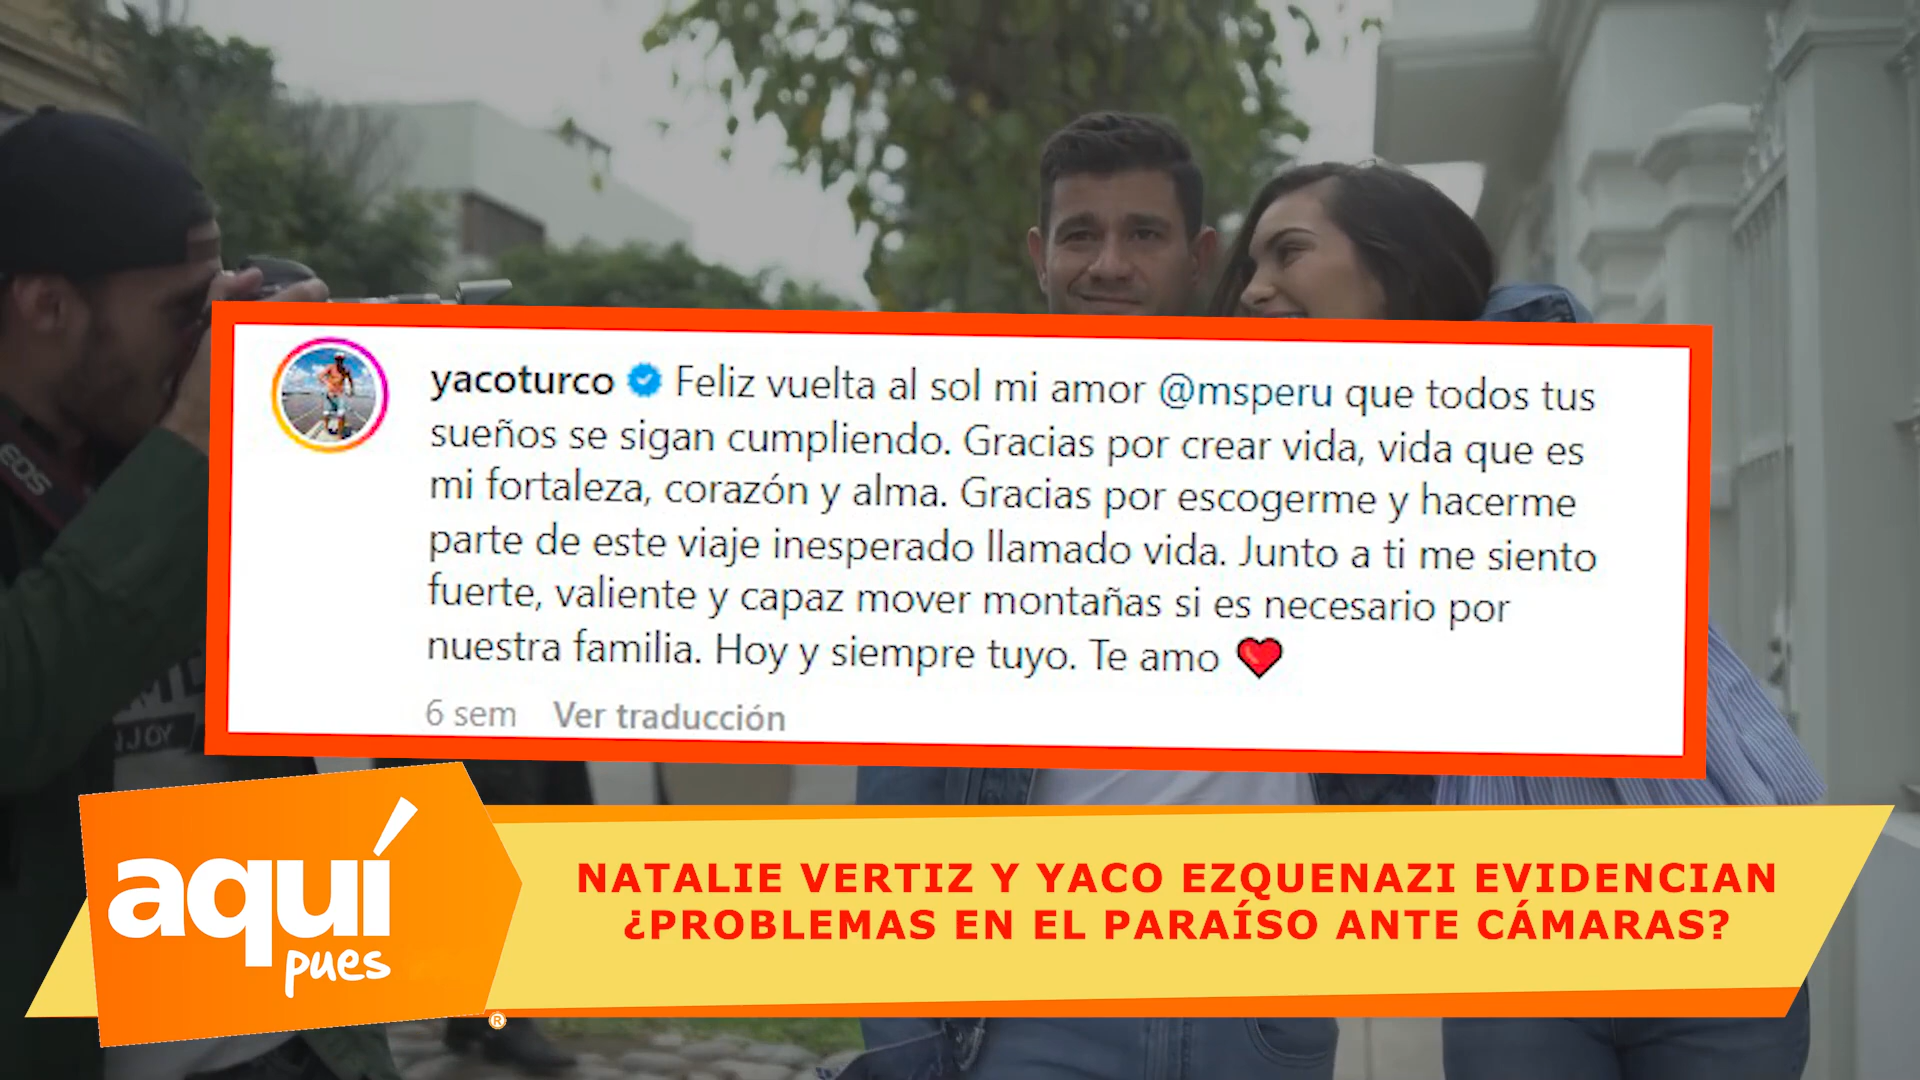 yacoturco Feliz vuelta al sol mi amor @msperu que todos tus
sueños se sigan cumpliendo. Gracias por crear vida, vida que es
mi fortaleza, corazón y alma. Gracias por escogerme y hacerme
parte de este viaje inesperado llamado vida. Junto a ti me siento
fuerte, valiente y capaz mover montañas si es necesario por
nuestra familia. Hoy y siempre tuyo. Te amo ❤
6 sem Ver traducción
EOS
NJOY
aquí
pues
®
NATALIE VERTIZ Y YACO EZQUENAZI EVIDENCIAN
¿PROBLEMAS EN EL PARAÍSO ANTE CÁMARAS?